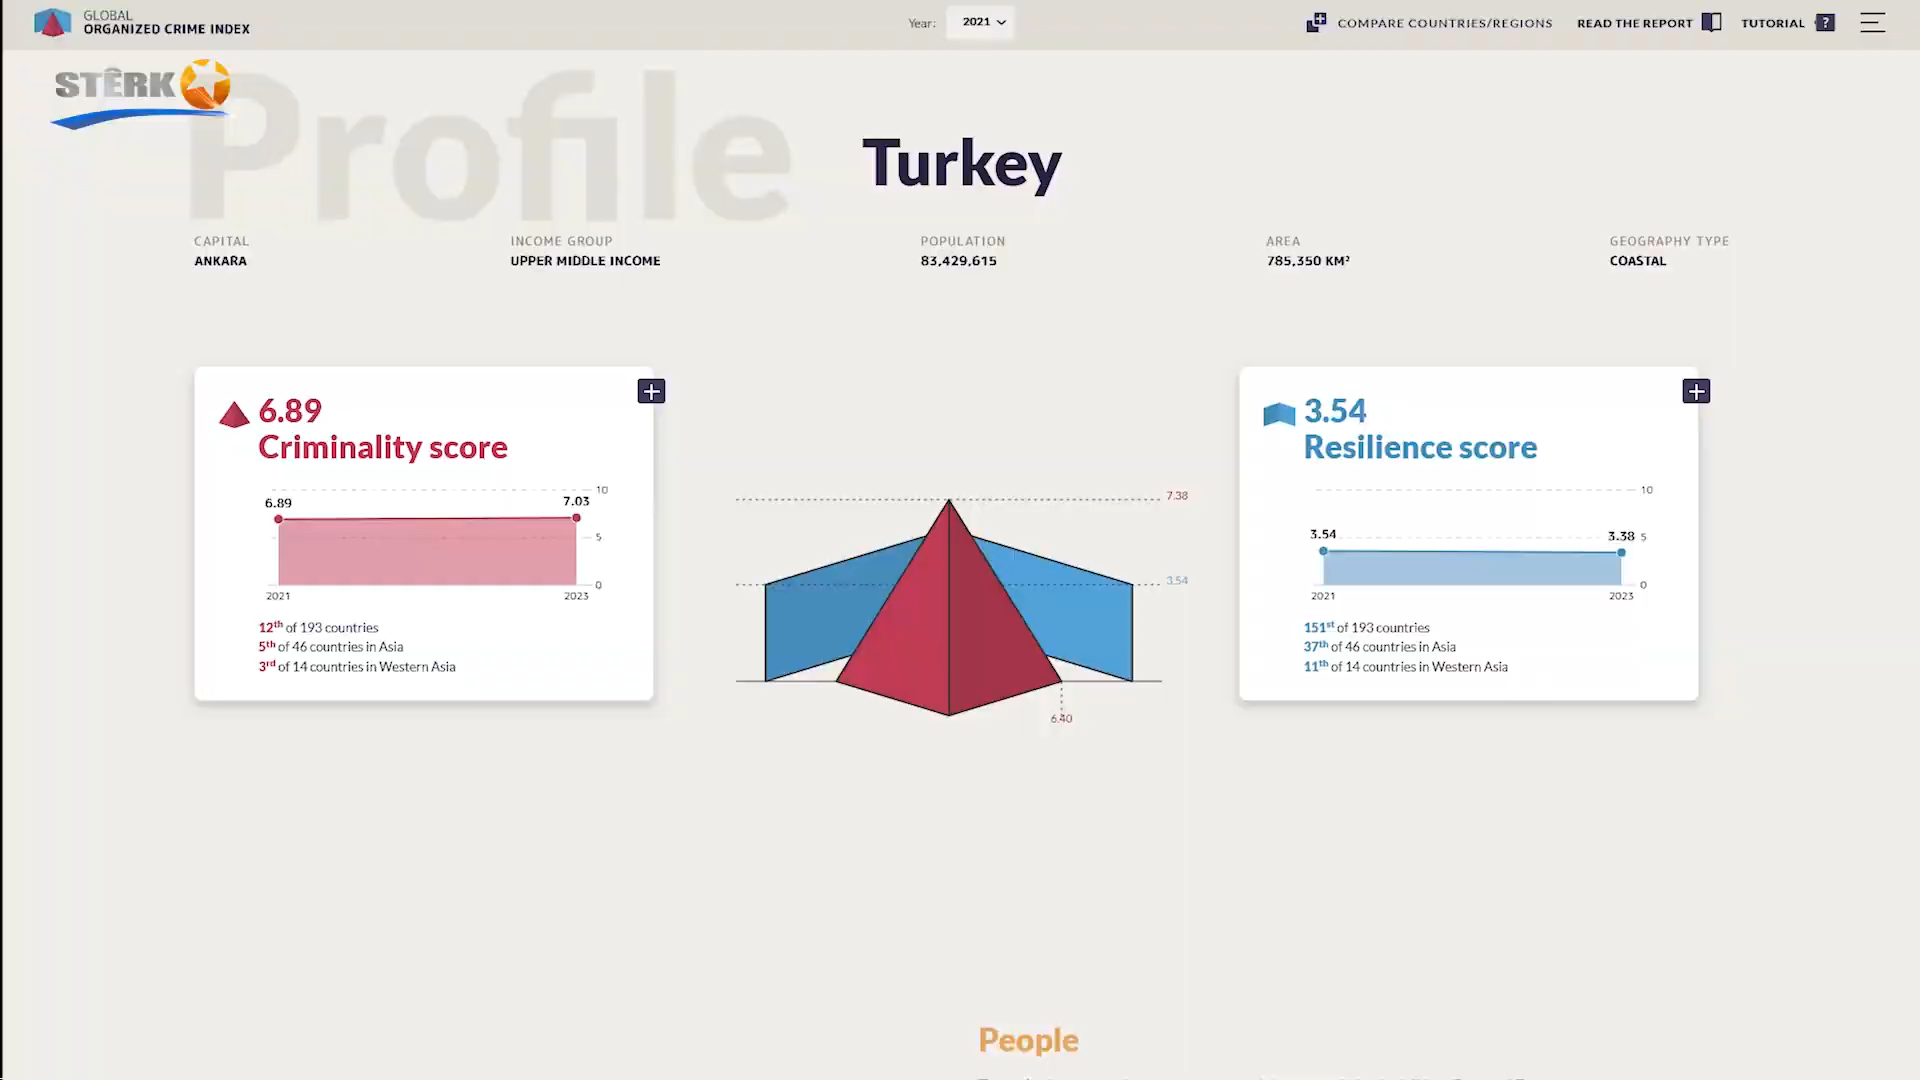 GLOBAL
ORGANIZED CRIME INDEX
Year:
2021
COMPARE COUNTRIES/REGIONS
READ THE REPORT
TUTORIAL
?
STÊRK
Profile
Turkey
CAPITAL
ANKARA
INCOME GROUP
UPPER MIDDLE INCOME
POPULATION
83,429,615
AREA
785,350 KM²
GEOGRAPHY TYPE
COASTAL
6.89
Criminality score
6.89
7.03
10
5
0
2021
2023
12th of 193 countries
5th of 46 countries in Asia
3rd of 14 countries in Western Asia
7.38
3.54
6.40
3.54
Resilience score
10
3.54
3.38
5
0
2021
2023
151st of 193 countries
37th of 46 countries in Asia
11th of 14 countries in Western Asia
People